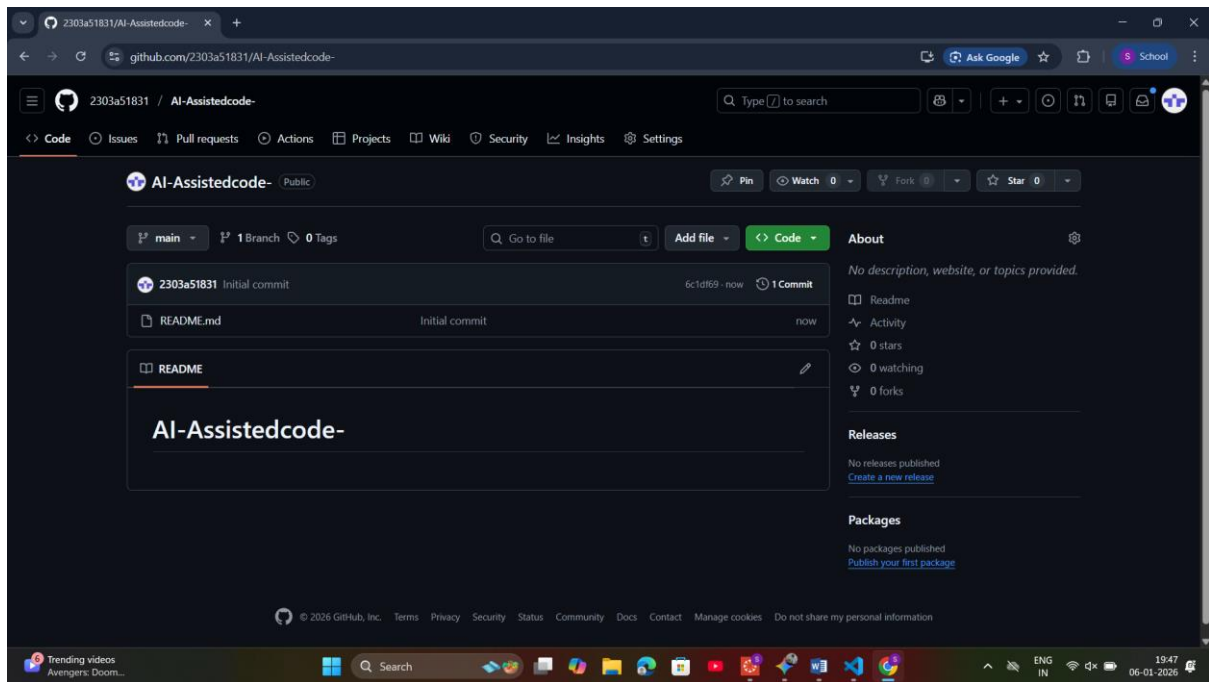 2303a51831/AI-Assistedcode-
github.com/2303a51831/AI-Assistedcode-
Ask Google
S School
2303a51831 / AI-Assistedcode-
Type / to search
Code Issues Pull requests Actions Projects Wiki Security Insights Settings
AI-Assistedcode- Public
Pin Watch 0 Fork 0 Star 0
main 1 Branch 0 Tags Go to file t Add file Code
2303a51831 Initial commit 6c1df69 · now 1 Commit
README.md Initial commit now
README
AI-Assistedcode-
About
No description, website, or topics provided.
Readme
Activity
0 stars
0 watching
0 forks
Releases
No releases published
Create a new release
Packages
No packages published
Publish your first package
© 2026 GitHub, Inc. Terms Privacy Security Status Community Docs Contact Manage cookies Do not share my personal information
6 Trending videos
Avengers: Doom...
Search
ENG
IN
19:47
06-01-2026